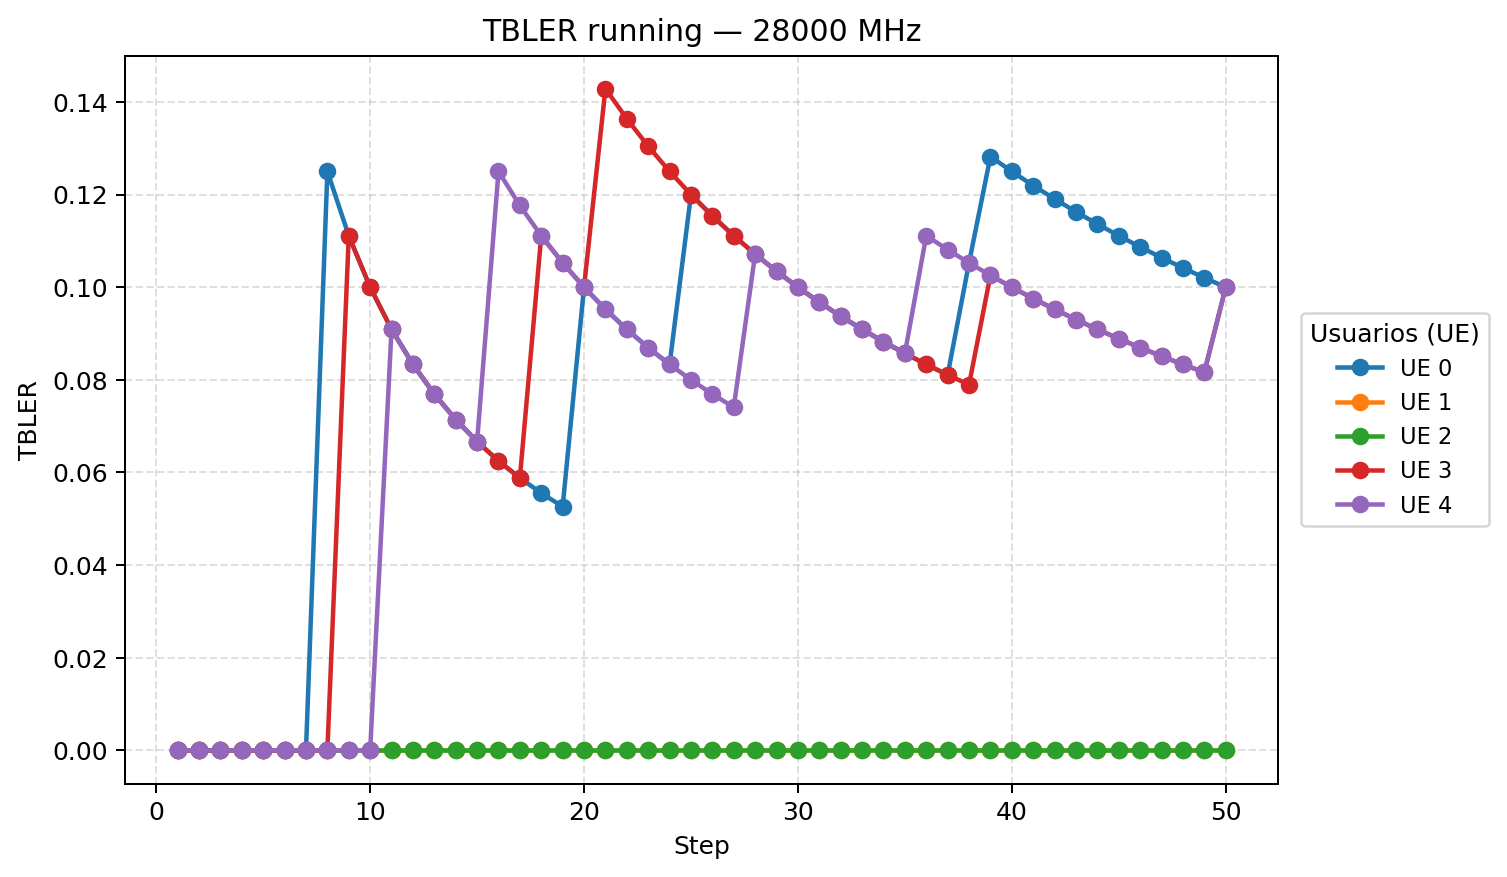 TBLER running — 28000 MHz
TBLER
0.14
0.12
0.10
0.08
0.06
0.04
0.02
0.00
0 10 20 30 40 50
Step
Usuarios (UE)
UE 0
UE 1
UE 2
UE 3
UE 4